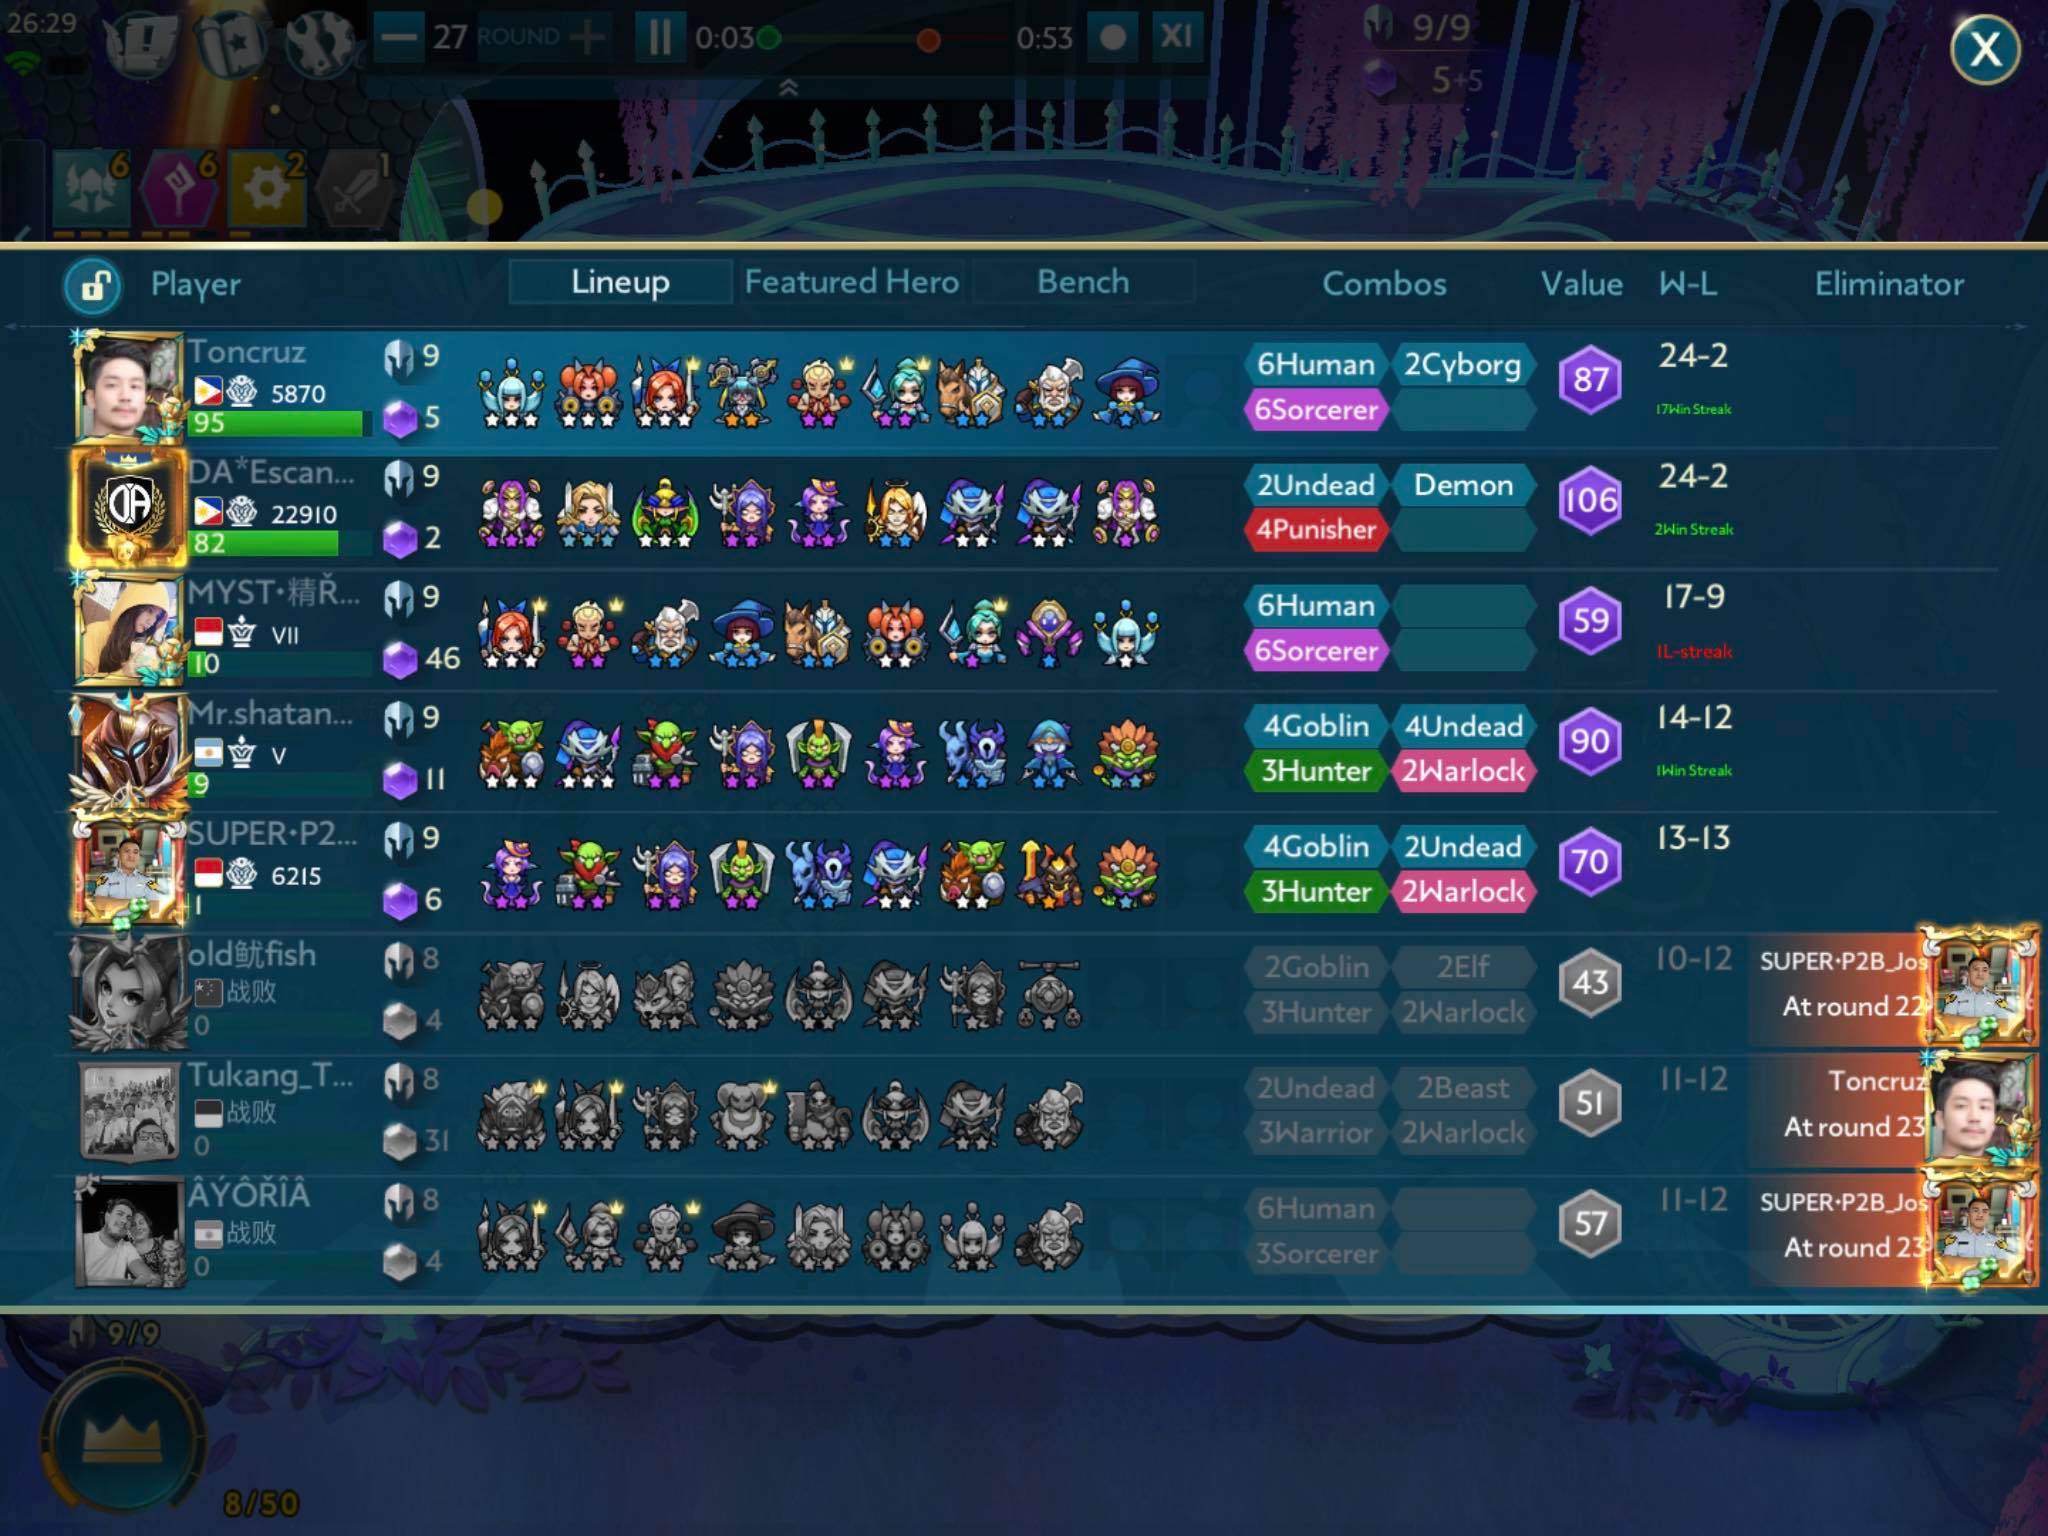 26:29
27 ROUND
0:03
0:53
X1
9/9
5+5
6
6
2
1
Player
Lineup
Featured Hero
Bench
Combos
Value
W-L
Eliminator
Toncruz
5870
95
9
5
6Human
2Cyborg
6Sorcerer
87
24-2
17Win Streak
DA*Escan...
22910
82
9
2
2Undead
Demon
4Punisher
106
24-2
2Win Streak
MYST·精Ř...
VII
10
9
46
6Human
6Sorcerer
59
17-9
1L-streak
Mr.shatan...
V
9
9
11
4Goblin
4Undead
3Hunter
2Warlock
90
14-12
1Win Streak
SUPER·P2...
6215
1
9
6
4Goblin
2Undead
3Hunter
2Warlock
70
13-13
old鱿fish
战败
0
8
4
2Goblin
2Elf
3Hunter
2Warlock
43
10-12
SUPER·P2B_Jos
At round 22
Tukang_T...
战败
0
8
31
2Undead
2Beast
3Warrior
2Warlock
51
11-12
Toncruz
At round 23
ÂÝÔŘÎÂ
战败
0
8
4
6Human
3Sorcerer
57
11-12
SUPER·P2B_Jos
At round 23
9/9
8/50